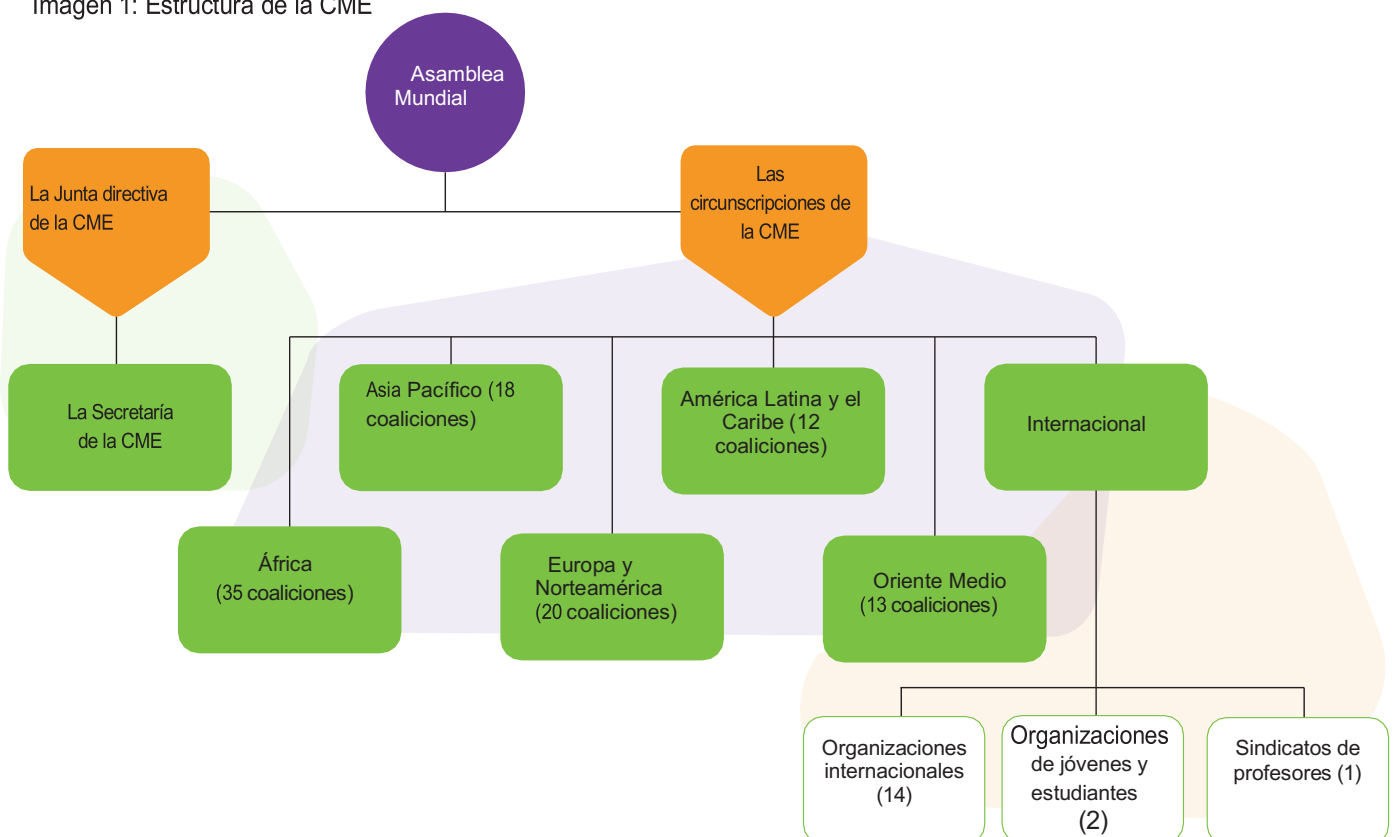 Imagen 1: Estructura de la CME
Asamblea
Mundial
La Junta directiva
de la CME
Las
circunscripciones de
la CME
La Secretaría
de la CME
Asia Pacífico (18
coaliciones)
América Latina y el
Caribe (12
coaliciones)
Internacional
África
(35 coaliciones)
Europa y
Norteamérica
(20 coaliciones)
Oriente Medio
(13 coaliciones)
Organizaciones
internacionales
(14)
Organizaciones
de jóvenes y
estudiantes
(2)
Sindicatos de
profesores (1)